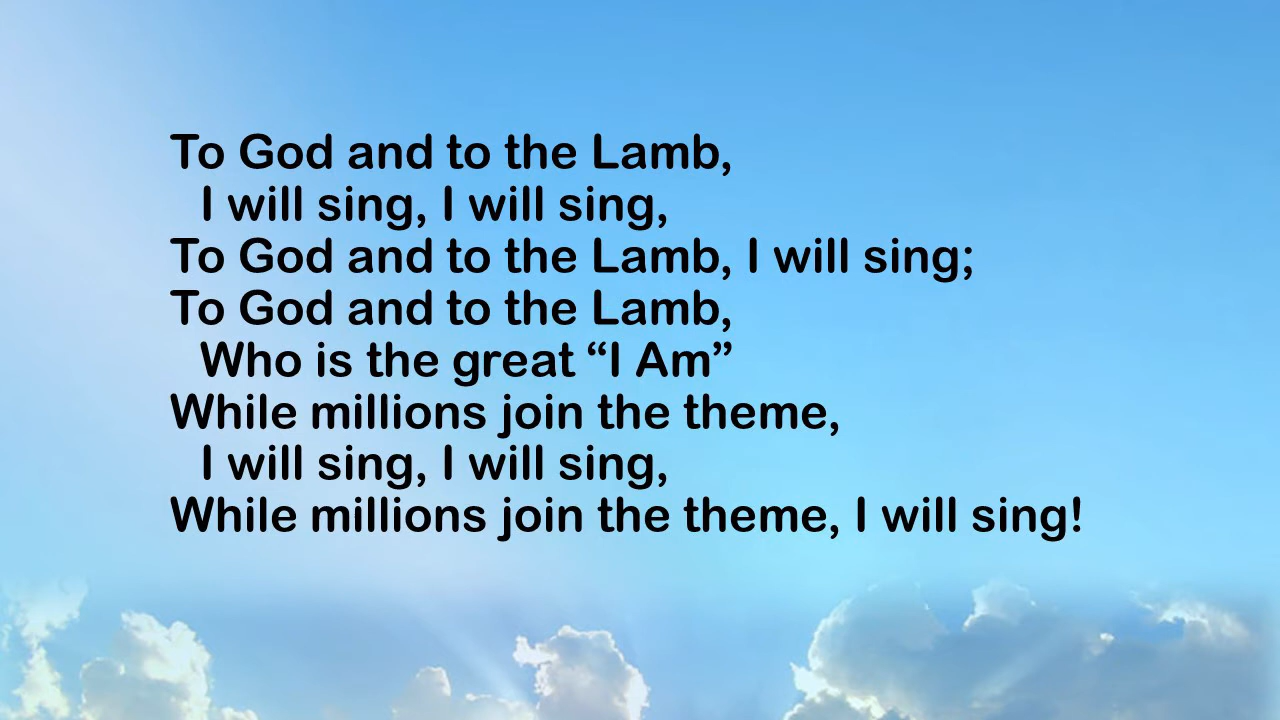 To God and to the Lamb,
I will sing, I will sing,
To God and to the Lamb, I will sing;
To God and to the Lamb,
Who is the great “I Am”
While millions join the theme,
I will sing, I will sing,
While millions join the theme, I will sing!